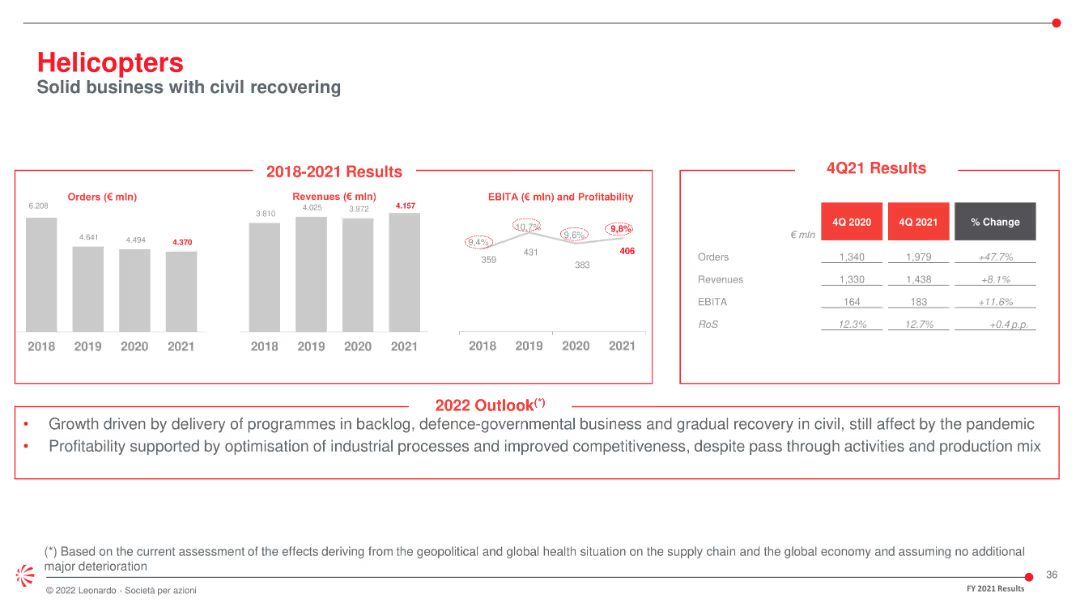 Helicopters
Solid business with civil recovering
2018-2021 Results
Orders (€ mln)
6.208
4.641
4.494
4.370
2018 2019 2020 2021
Revenues (€ mln)
3.810
4.025
3.972
4.157
2018 2019 2020 2021
EBITA (€ mln) and Profitability
9.4%
10.7%
9.6%
9,8%
359
431
383
406
2018 2019 2020 2021
4Q21 Results
€ mln 4Q 2020 4Q 2021 % Change
Orders 1,340 1,979 +47.7%
Revenues 1,330 1,438 +8.1%
EBITA 164 183 +11.6%
RoS 12.3% 12.7% +0.4 p.p.
2022 Outlook(*)
• Growth driven by delivery of programmes in backlog, defence-governmental business and gradual recovery in civil, still affect by the pandemic
• Profitability supported by optimisation of industrial processes and improved competitiveness, despite pass through activities and production mix
(*) Based on the current assessment of the effects deriving from the geopolitical and global health situation on the supply chain and the global economy and assuming no additional
major deterioration
© 2022 Leonardo - Società per azioni
FY 2021 Results
36